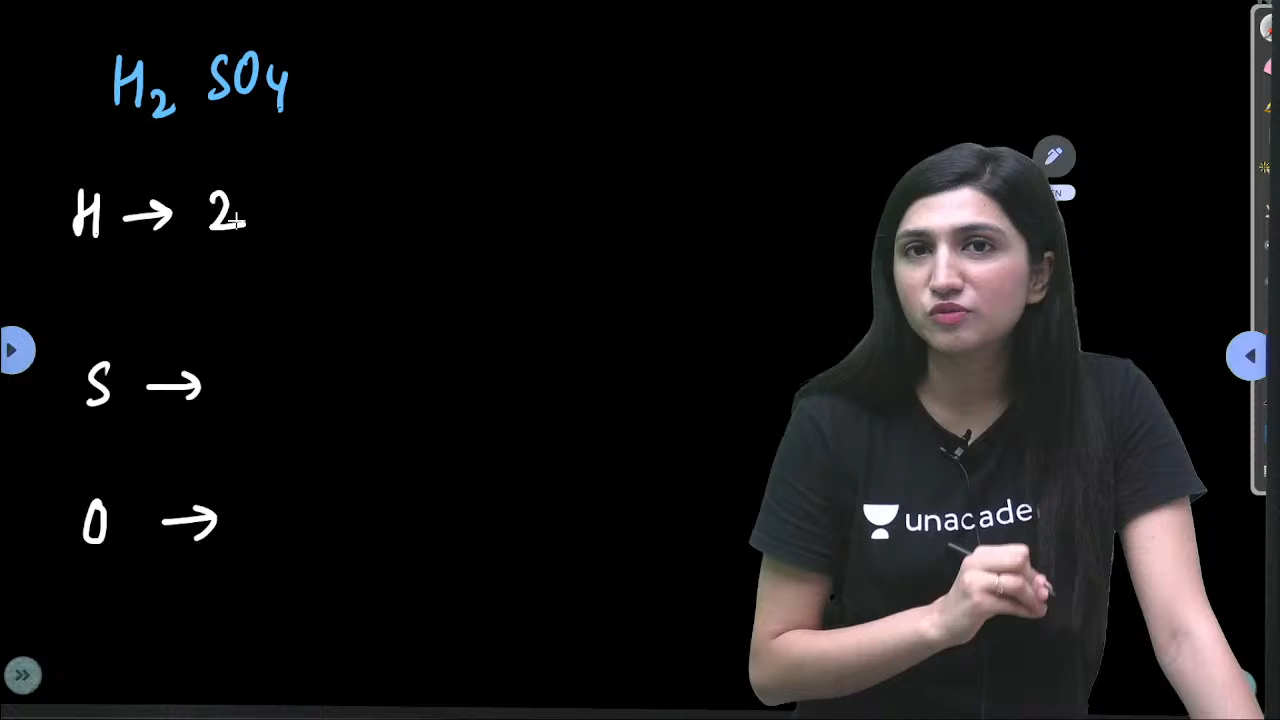 H₂ SO₄
H → 2
S →
O →
unacade